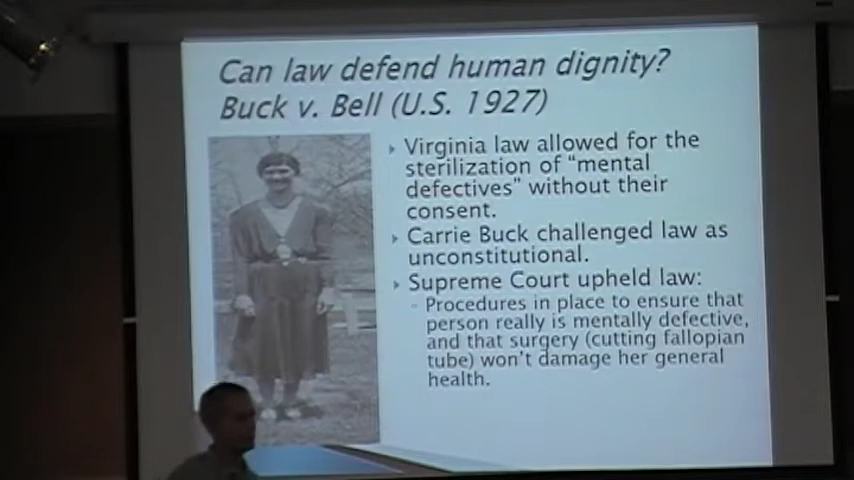 Can law defend human dignity?
Buck v. Bell (U.S. 1927)
Virginia law allowed for the
sterilization of "mental
defectives" without their
consent.
Carrie Buck challenged law as
unconstitutional.
Supreme Court upheld law:
- Procedures in place to ensure that
person really is mentally defective,
and that surgery (cutting fallopian
tube) won't damage her general
health.